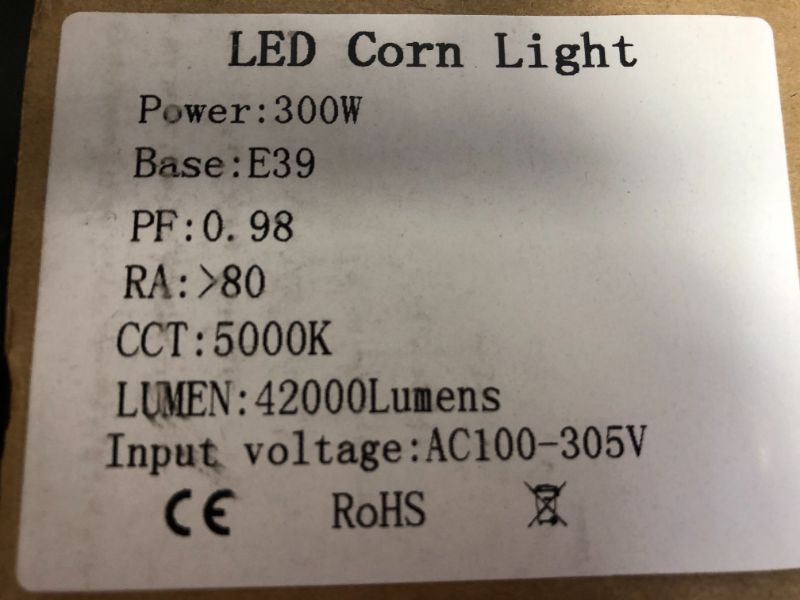 LED Corn Light
Power:300W
Base:E39
PF:0.98
RA:>80
CCT:5000K
LUMEN:42000Lumens
Input voltage:AC100-305V
CE RoHS